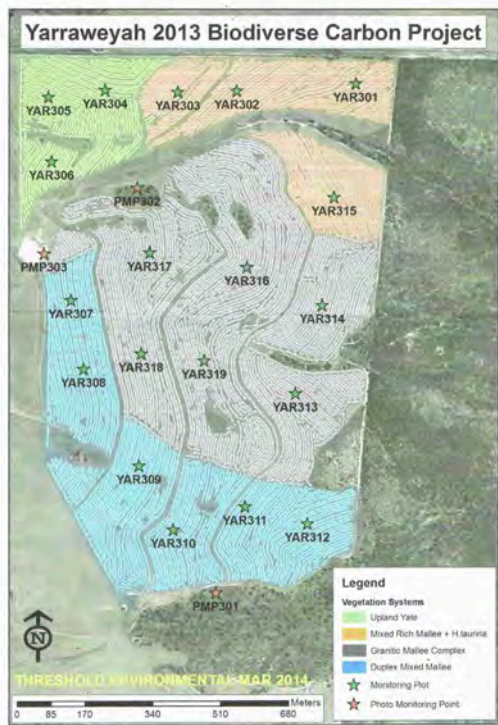 Yarraweyah 2013 Biodiverse Carbon Project
YAR305
YAR304
YAR303
YAR302
YAR301
YAR306
PMP302
YAR315
PMP303
YAR317
YAR316
YAR307
YAR314
YAR308
YAR318
YAR319
YAR313
YAR309
YAR310
YAR311
YAR312
PMP301
Legend
Vegetation Systems
Upland Yate
Mixed Rich Mallee + H.laurina
Granitic Mallee Complex
Duplex Mixed Mallee
Monitoring Plot
Photo Monitoring Point
N
THRESHOLD ENVIRONMENTAL MAR 2014
Meters
0 85 170 340 510 680